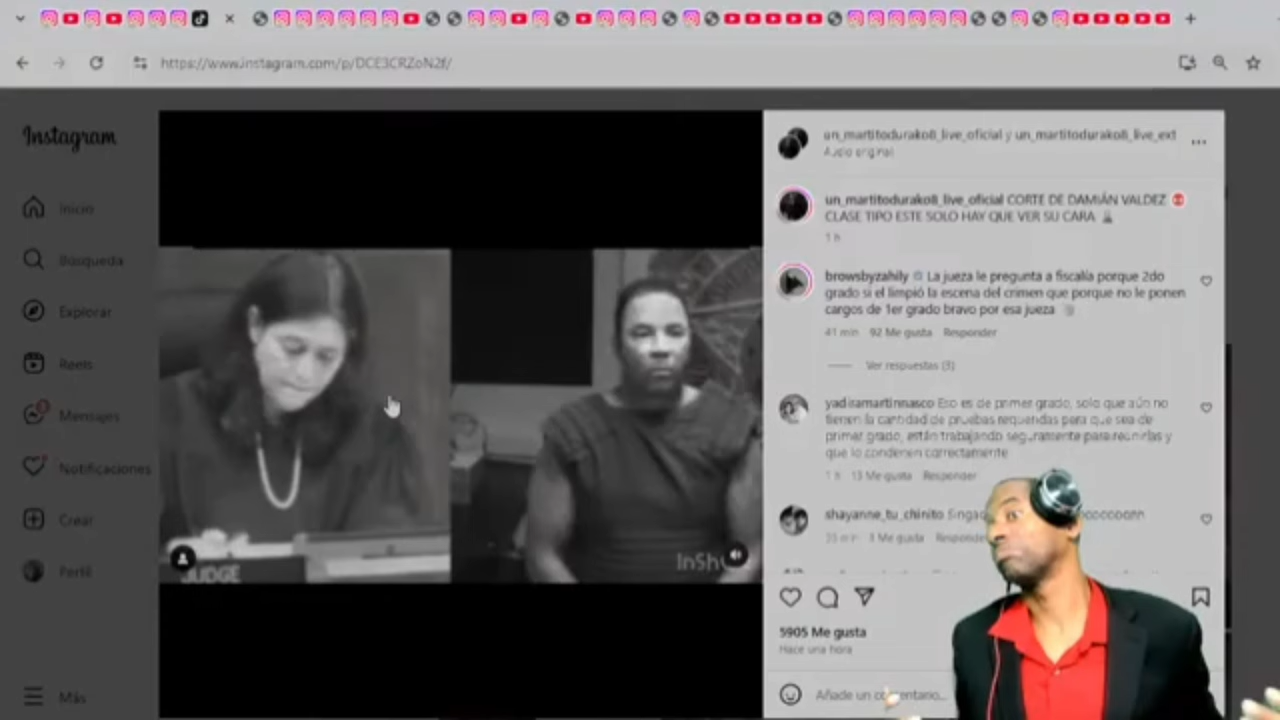 https://www.instagram.com/p/DCE3CRZoN2f/
Instagram
Inicio
Búsqueda
Explorar
Reels
Mensajes
Notificaciones
Crear
Perfil
Más
JUDGE
InSh
un_martitodurako8_live_oficial y un_martitodurako8_live_ext
Audio original
un_martitodurako8_live_oficial CORTE DE DAMIÁN VALDEZ
CLASE TIPO ESTE SOLO HAY QUE VER SU CARA
1 h
browsbyzahily La jueza le pregunta a fiscalía porque 2do
grado si el limpió la escena del crimen que porque no le ponen
cargos de 1er grado bravo por esa jueza
41 min 92 Me gusta Responder
Ver respuestas (3)
yadiramartinnasco Eso es de primer grado, solo que aún no
tienen la cantidad de pruebas requeridas para que sea de
primer grado, están trabajando seguramente para reunirlas y
que lo condenen correctamente
1 h 13 Me gusta Responder
shayanne_tu_chinito
Me gusta
5905 Me gusta
Hace una hora
Añade un comentario...